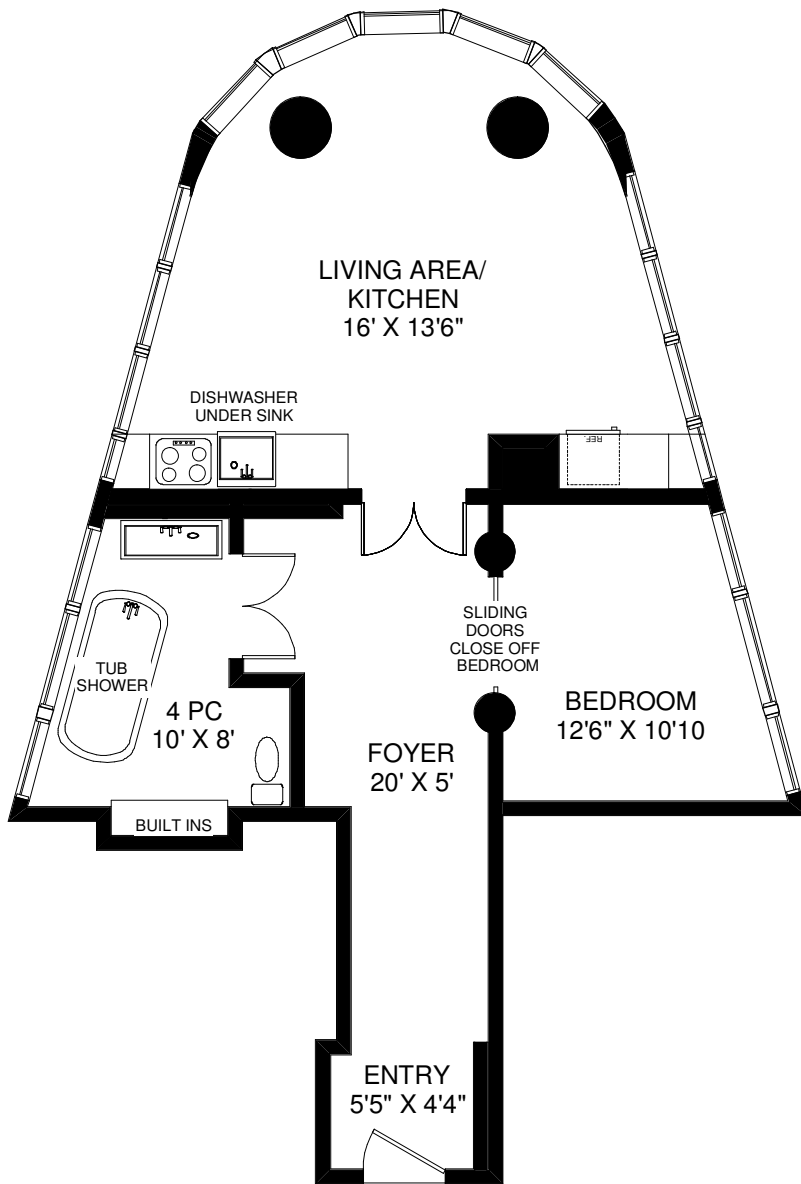 LIVING AREA/
KITCHEN
16' X 13'6"
DISHWASHER
UNDER SINK
REF.
SLIDING
DOORS
CLOSE OFF
BEDROOM
TUB
SHOWER
4 PC
10' X 8'
BEDROOM
12'6" X 10'10
FOYER
20' X 5'
BUILT INS
ENTRY
5'5" X 4'4"